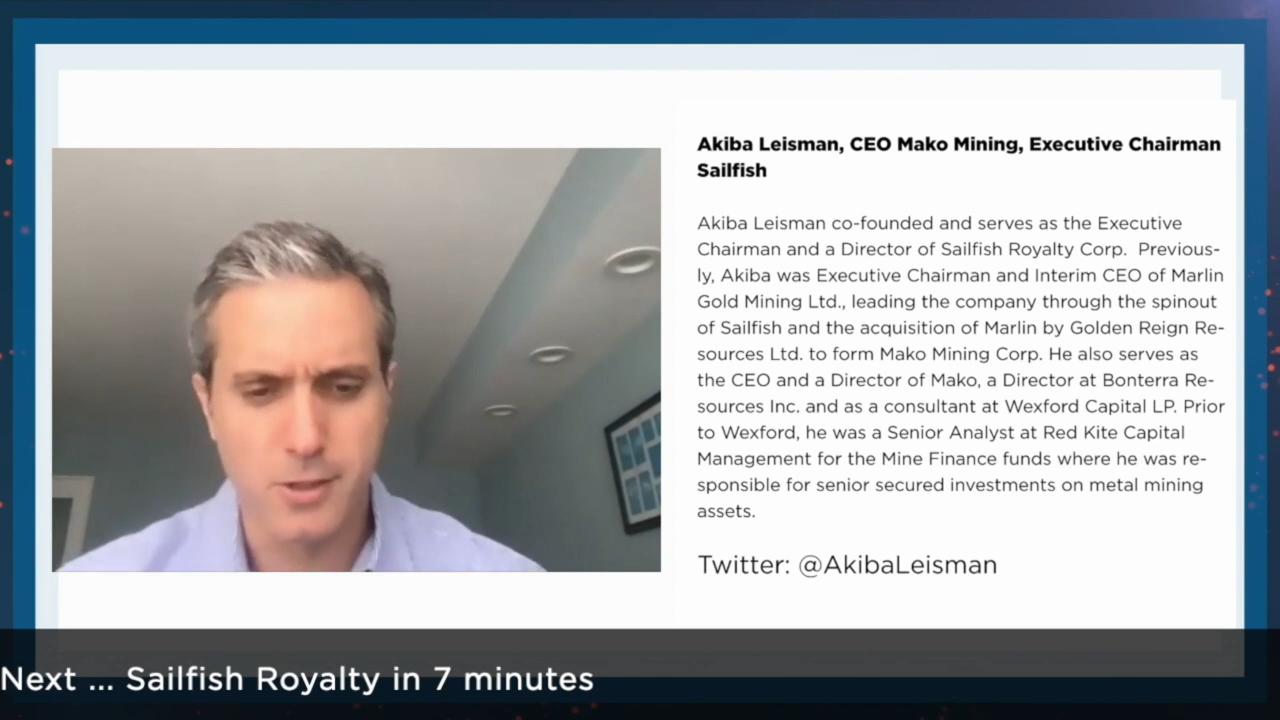 Akiba Leisman, CEO Mako Mining, Executive Chairman
Sailfish
Akiba Leisman co-founded and serves as the Executive
Chairman and a Director of Sailfish Royalty Corp.  Previous-
ly, Akiba was Executive Chairman and Interim CEO of Marlin
Gold Mining Ltd., leading the company through the spinout
of Sailfish and the acquisition of Marlin by Golden Reign Re-
sources Ltd. to form Mako Mining Corp. He also serves as
the CEO and a Director of Mako, a Director at Bonterra Re-
sources Inc. and as a consultant at Wexford Capital LP. Prior
to Wexford, he was a Senior Analyst at Red Kite Capital
Management for the Mine Finance funds where he was re-
sponsible for senior secured investments on metal mining
assets.
Twitter: @AkibaLeisman
Next ... Sailfish Royalty in 7 minutes